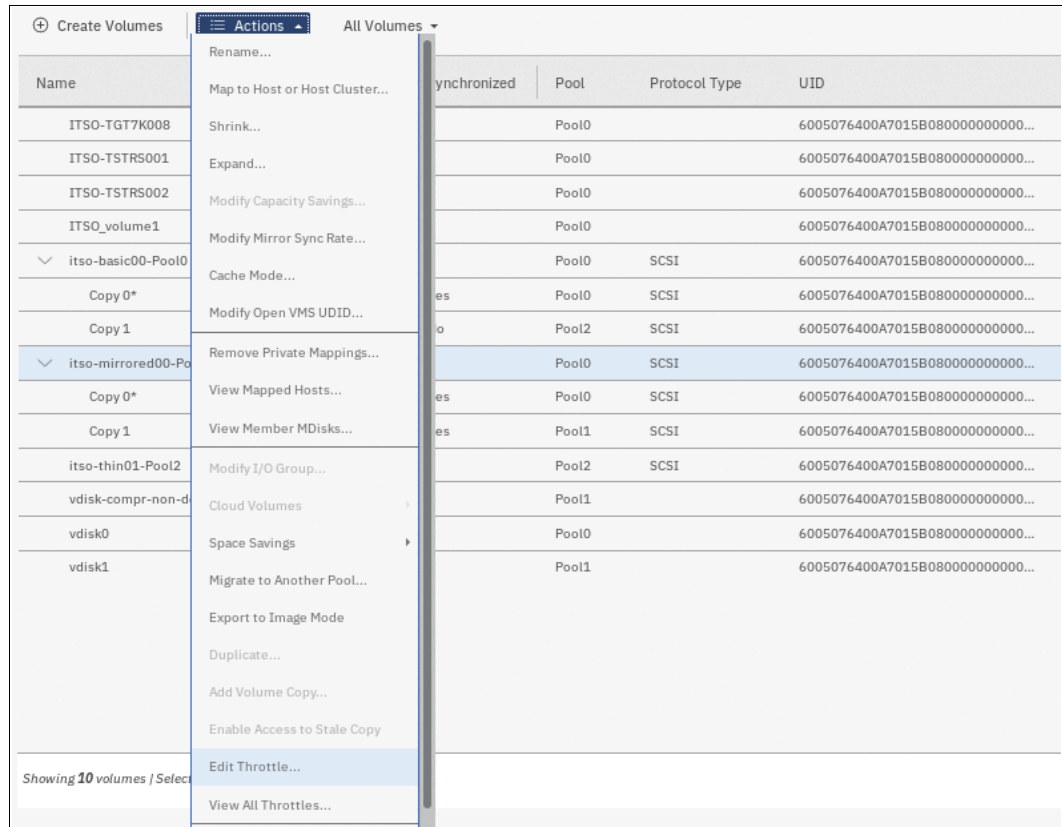 Create Volumes Actions All Volumes
Name ynchronized Pool Protocol Type UID
ITSO-TGT7K008 Pool0 6005076400A7015B080000000000...
ITSO-TSTRS001 Pool0 6005076400A7015B080000000000...
ITSO-TSTRS002 Pool0 6005076400A7015B080000000000...
ITSO_volume1 Pool0 6005076400A7015B080000000000...
itso-basic00-Pool0 Pool0 SCSI 6005076400A7015B080000000000...
Copy 0* es Pool0 SCSI 6005076400A7015B080000000000...
Copy 1 o Pool2 SCSI 6005076400A7015B080000000000...
itso-mirrored00-Po Pool0 SCSI 6005076400A7015B080000000000...
Copy 0* es Pool0 SCSI 6005076400A7015B080000000000...
Copy 1 es Pool1 SCSI 6005076400A7015B080000000000...
itso-thin01-Pool2 Pool2 SCSI 6005076400A7015B080000000000...
vdisk-compr-non-d Pool1 6005076400A7015B080000000000...
vdisk0 Pool0 6005076400A7015B080000000000...
vdisk1 Pool1 6005076400A7015B080000000000...
Showing 10 volumes | Select
Rename...
Map to Host or Host Cluster...
Shrink...
Expand...
Modify Capacity Savings...
Modify Mirror Sync Rate...
Cache Mode...
Modify Open VMS UDID...
Remove Private Mappings...
View Mapped Hosts...
View Member MDisks...
Modify I/O Group...
Cloud Volumes
Space Savings
Migrate to Another Pool...
Export to Image Mode
Duplicate...
Add Volume Copy...
Enable Access to Stale Copy
Edit Throttle...
View All Throttles...